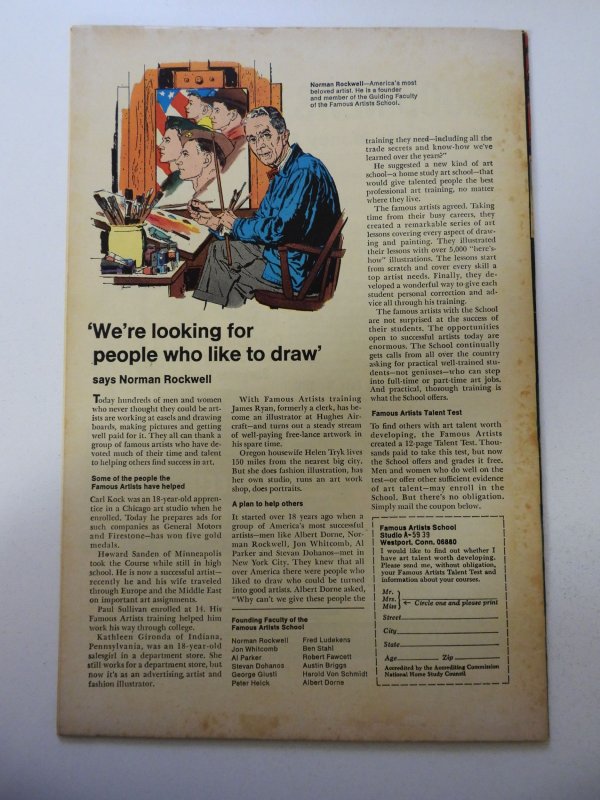 Norman Rockwell—America's most
beloved artist. He is a founder
and member of the Guiding Faculty
of the Famous Artists School.
'We're looking for
people who like to draw'
says Norman Rockwell
Today hundreds of men and women
who never thought they could be art-
ists are working at easels and drawing
boards, making pictures and getting
well paid for it. They all can thank a
group of famous artists who have de-
voted much of their time and talent
to helping others find success in art.
Some of the people the
Famous Artists have helped
Carl Kock was an 18-year-old appren-
tice in a Chicago art studio when he
enrolled. Today he prepares ads for
such companies as General Motors
and Firestone—has won five gold
medals.
Howard Sanden of Minneapolis
took the Course while still in high
school. He is now a successful artist—
recently he and his wife traveled
through Europe and the Middle East
on important art assignments.
Paul Sullivan enrolled at 14. His
Famous Artists training helped him
work his way through college.
Kathleen Gironda of Indiana,
Pennsylvania, was an 18-year-old
salesgirl in a department store. She
still works for a department store, but
now it's as an advertising artist and
fashion illustrator.
With Famous Artists training
James Ryan, formerly a clerk, has be-
come an illustrator at Hughes Air-
craft—and turns out a steady stream
of well-paying free-lance artwork in
his spare time.
Oregon housewife Helen Tryk lives
150 miles from the nearest big city.
But she does fashion illustration, has
her own studio, runs an art work
shop, does portraits.
A plan to help others
It started over 18 years ago when a
group of America's most successful
artists—men like Albert Dorne, Nor-
man Rockwell, Jon Whitcomb, Al
Parker and Stevan Dohanos—met in
New York City. They knew that all
over America there were people who
liked to draw who could be turned
into good artists. Albert Dorne asked,
"Why can't we give these people the
Founding Faculty of the
Famous Artists School
Norman Rockwell
Jon Whitcomb
Al Parker
Stevan Dohanos
George Giusti
Peter Helck
Fred Ludekens
Ben Stahl
Robert Fawcett
Austin Briggs
Harold Von Schmidt
Albert Dorne
training they need—including all the
trade secrets and know-how we've
learned over the years?"
He suggested a new kind of art
school—a home study art school—that
would give talented people the best
professional art training, no matter
where they live.
The famous artists agreed. Taking
time from their busy careers, they
created a remarkable series of art
lessons covering every aspect of draw-
ing and painting. They illustrated
their lessons with over 5,000 "here's-
how" illustrations. The lessons start
from scratch and cover every skill a
top artist needs. Finally, they de-
veloped a wonderful way to give each
student personal correction and ad-
vice all through his training.
The famous artists with the School
are not surprised at the success of
their students. The opportunities
open to successful artists today are
enormous. The School continually
gets calls from all over the country
asking for practical well-trained stu-
dents—not geniuses—who can step
into full-time or part-time art jobs.
And practical, thorough training is
what the School offers.
Famous Artists Talent Test
To find others with art talent worth
developing, the Famous Artists
created a 12-page Talent Test. Thou-
sands paid to take this test, but now
the School offers and grades it free.
Men and women who do well on the
test—or offer other sufficient evidence
of art talent—may enroll in the
School. But there's no obligation.
Simply mail the coupon below.
Famous Artists School
Studio A-5939
Westport, Conn. 06880
I would like to find out whether I
have art talent worth developing.
Please send me, without obligation,
your Famous Artists Talent Test and
information about your courses.
Mr.
Mrs.
Miss
Circle one and please print
Street
City
State
Age Zip
Accredited by the Accrediting Commission
National Home Study Council